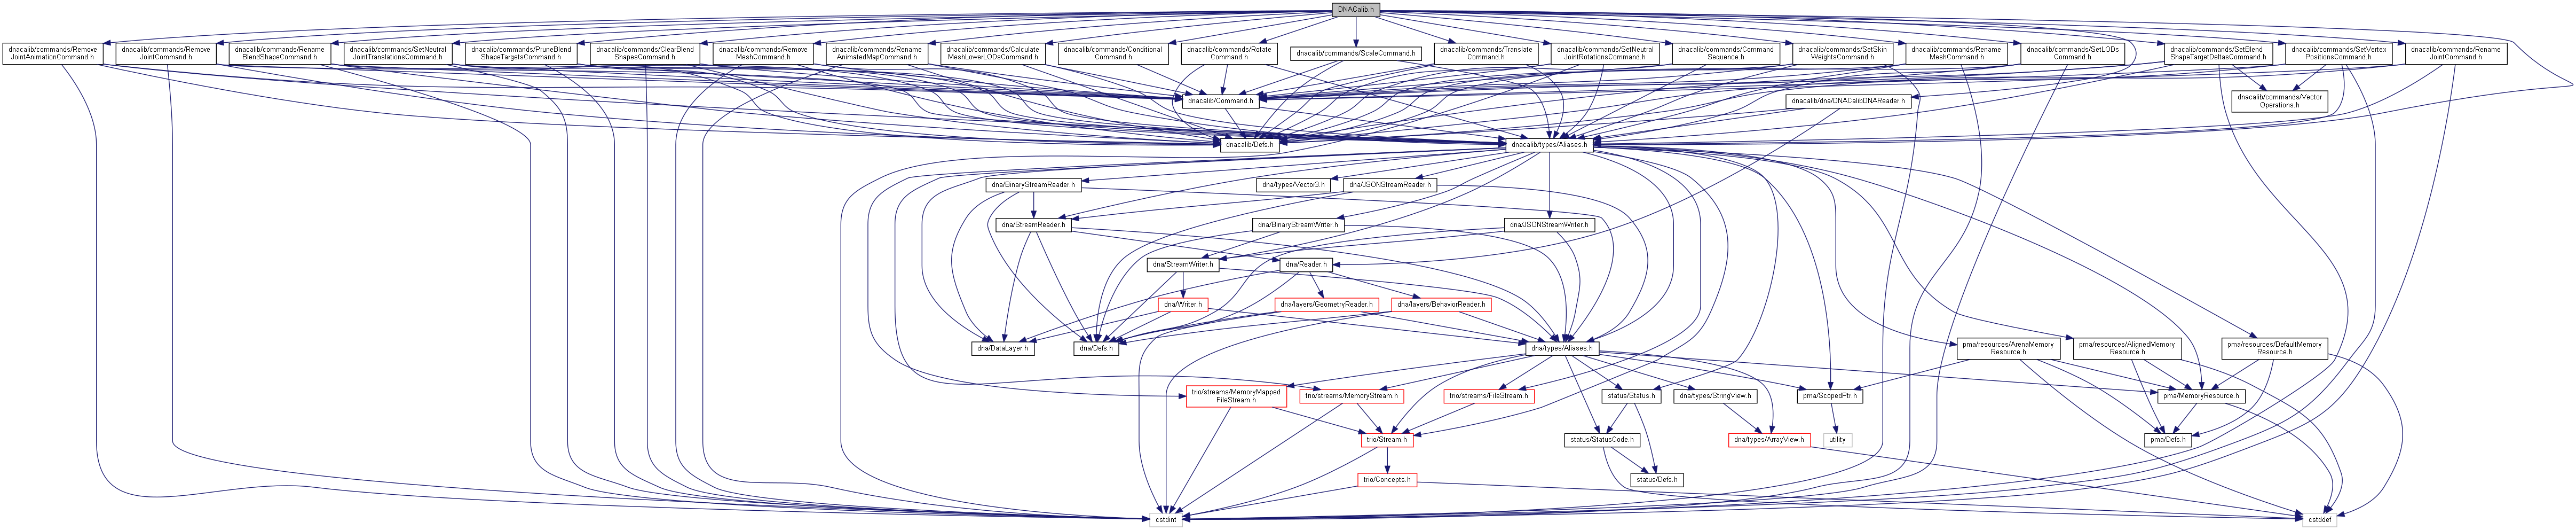 DNACalib.h
dnacalib/commands/Remove
JointAnimationCommand.h
dnacalib/commands/Remove
JointCommand.h
dnacalib/commands/Rename
BlendShapeCommand.h
dnacalib/commands/SetNeutral
JointTranslationsCommand.h
dnacalib/commands/PruneBlend
ShapeTargetsCommand.h
dnacalib/commands/ClearBlend
ShapesCommand.h
dnacalib/commands/Remove
MeshCommand.h
dnacalib/commands/Rename
AnimatedMapCommand.h
dnacalib/commands/Calculate
MeshLowerLODsCommand.h
dnacalib/commands/Conditional
Command.h
dnacalib/commands/Rotate
Command.h
dnacalib/commands/ScaleCommand.h
dnacalib/commands/Translate
Command.h
dnacalib/commands/SetNeutral
JointRotationsCommand.h
dnacalib/commands/Command
Sequence.h
dnacalib/commands/SetSkin
WeightsCommand.h
dnacalib/commands/Rename
MeshCommand.h
dnacalib/commands/SetLODs
Command.h
dnacalib/commands/SetBlend
ShapeTargetDeltasCommand.h
dnacalib/commands/SetVertex
PositionsCommand.h
dnacalib/commands/Rename
JointCommand.h
dnacalib/Command.h
dnacalib/dna/DNACalibDNAReader.h
dnacalib/commands/Vector
Operations.h
dnacalib/Defs.h
dnacalib/types/Aliases.h
dna/BinaryStreamReader.h
dna/types/Vector3.h
dna/JSONStreamReader.h
dna/StreamReader.h
dna/BinaryStreamWriter.h
dna/JSONStreamWriter.h
dna/StreamWriter.h
dna/Reader.h
dna/Writer.h
dna/layers/GeometryReader.h
dna/layers/BehaviorReader.h
dna/DataLayer.h
dna/Defs.h
dna/types/Aliases.h
pma/resources/ArenaMemory
Resource.h
pma/resources/AlignedMemory
Resource.h
pma/resources/DefaultMemory
Resource.h
trio/streams/MemoryMapped
FileStream.h
trio/streams/MemoryStream.h
trio/streams/FileStream.h
status/Status.h
dna/types/StringView.h
pma/ScopedPtr.h
pma/MemoryResource.h
trio/Stream.h
status/StatusCode.h
dna/types/ArrayView.h
utility
pma/Defs.h
trio/Concepts.h
status/Defs.h
cstdint
cstddef